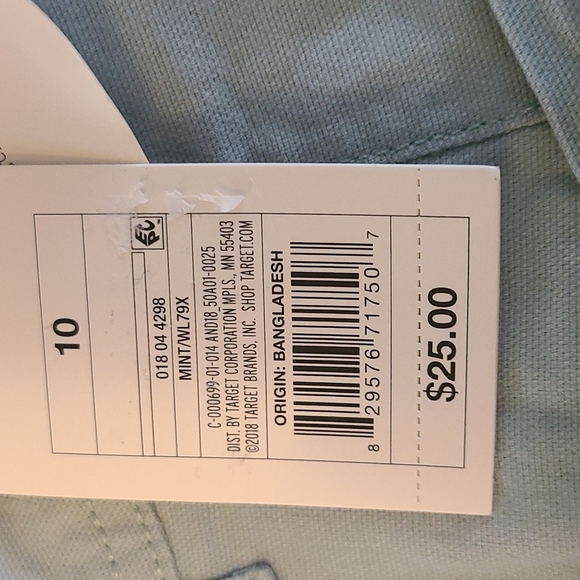 10
018 04 4298
MINT/WL79X
C-000699-01-014 AND18_50A01-0025
DIST. BY TARGET CORPORATION MPLS., MN 55403
©2018 TARGET BRANDS, INC. SHOP TARGET.COM
ORIGIN: BANGLADESH
8 29576 71750 7
$25.00